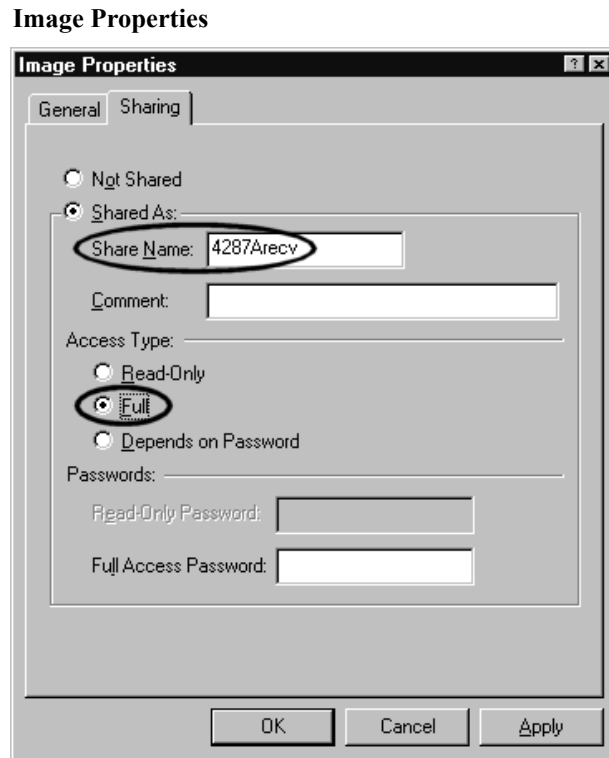 Image Properties
Image Properties
General Sharing
Not Shared
Shared As:
Share Name: 4287Arecv
Comment:
Access Type:
Read-Only
Full
Depends on Password
Passwords:
Read-Only Password:
Full Access Password:
OK Cancel Apply